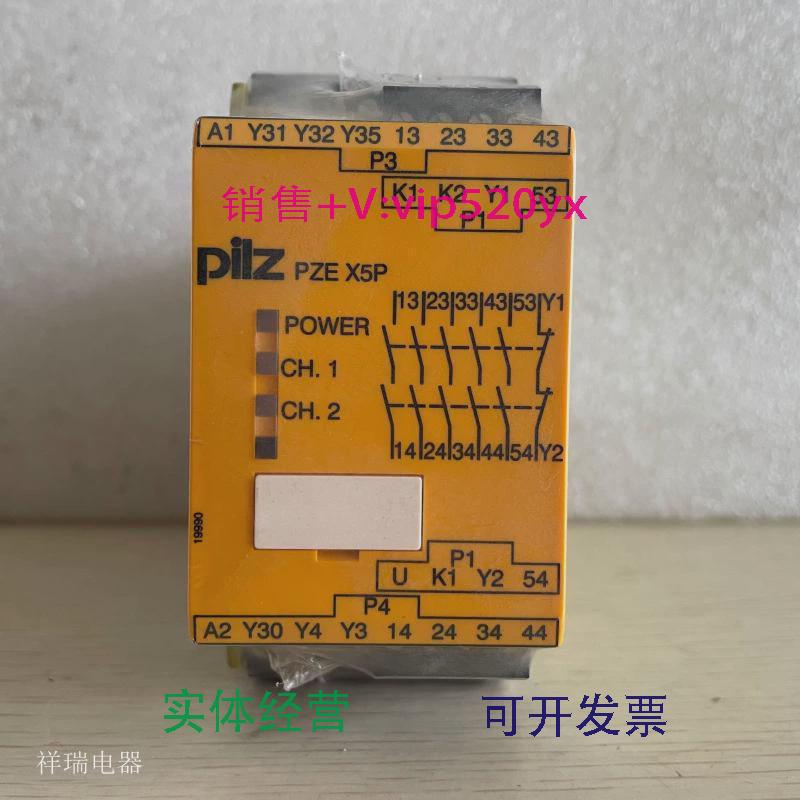 A1 Y31 Y32 Y35 13 23 33 43
P3
K1 K2 Y1 53
销售+V:vip520yx
P1
pilz PZE X5P
13 23 33 43 53 Y1
POWER
CH. 1
CH. 2
14 24 34 44 54 Y2
19990
P1
U K1 Y2 54
P4
A2 Y30 Y4 Y3 14 24 34 44
实体经营 可开发票
祥瑞电器